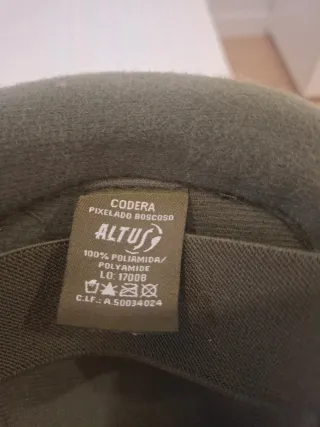 CODERA
PIXELADO BOSCOSO
ALTUS
100% POLIAMIDA/
POLYAMIDE
LO: 17008
C.I.F.: A.50034024